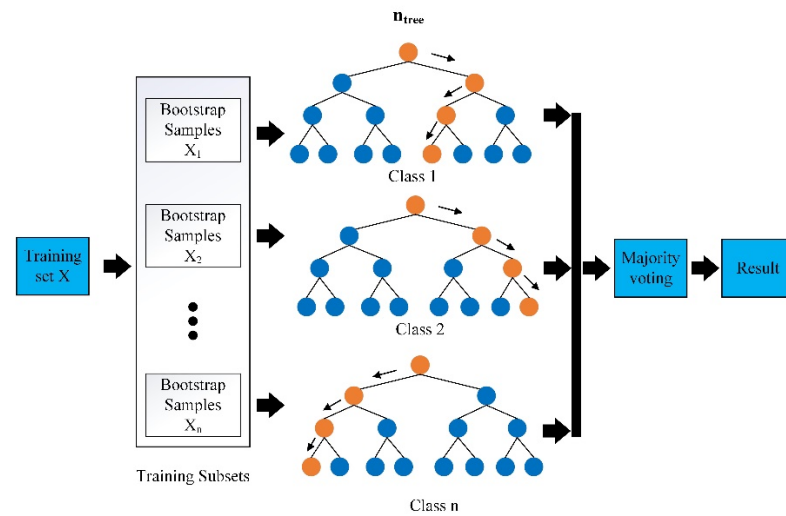 n_tree
Bootstrap
Samples
X₁
Class 1
Bootstrap
Samples
X₂
Training
set X
Majority
voting
Result
Class 2
Bootstrap
Samples
Xₙ
Training Subsets
Class n